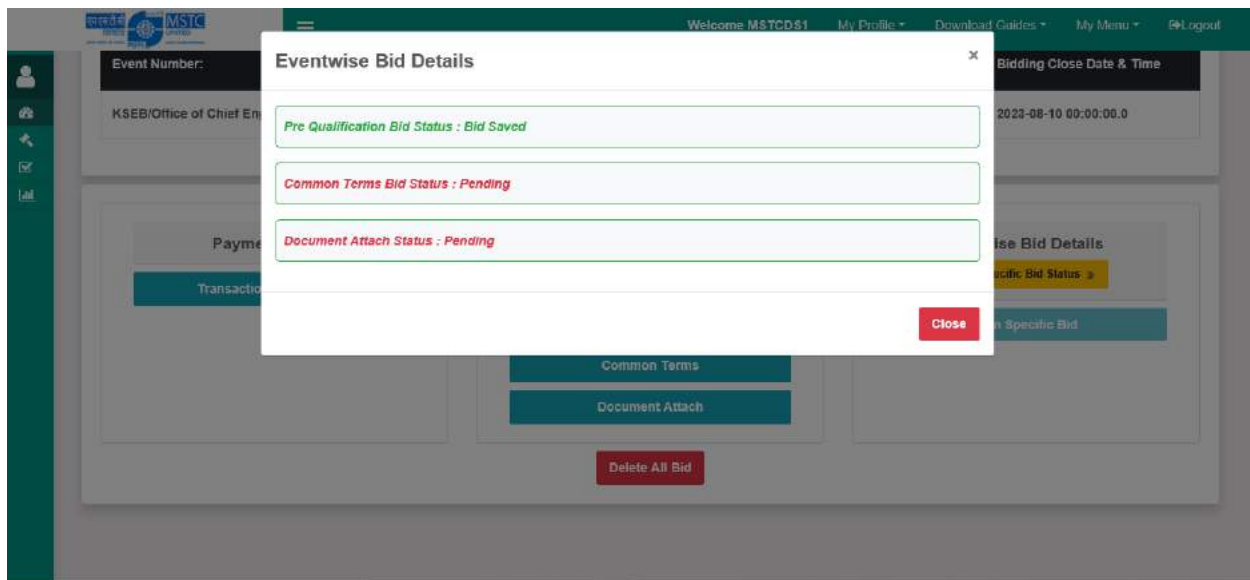 MSTC
LIMITED
Welcome MSTCDS1
My Profile
Download Guides
My Menu
Logout
Event Number:
Bidding Close Date & Time
KSEB/Office of Chief En
2023-08-10 00:00:00.0
Eventwise Bid Details
×
Pre Qualification Bid Status : Bid Saved
Common Terms Bid Status : Pending
Document Attach Status : Pending
Close
Payme
Transactio
ise Bid Details
ecific Bid Status »
n Specific Bid
Common Terms
Document Attach
Delete All Bid